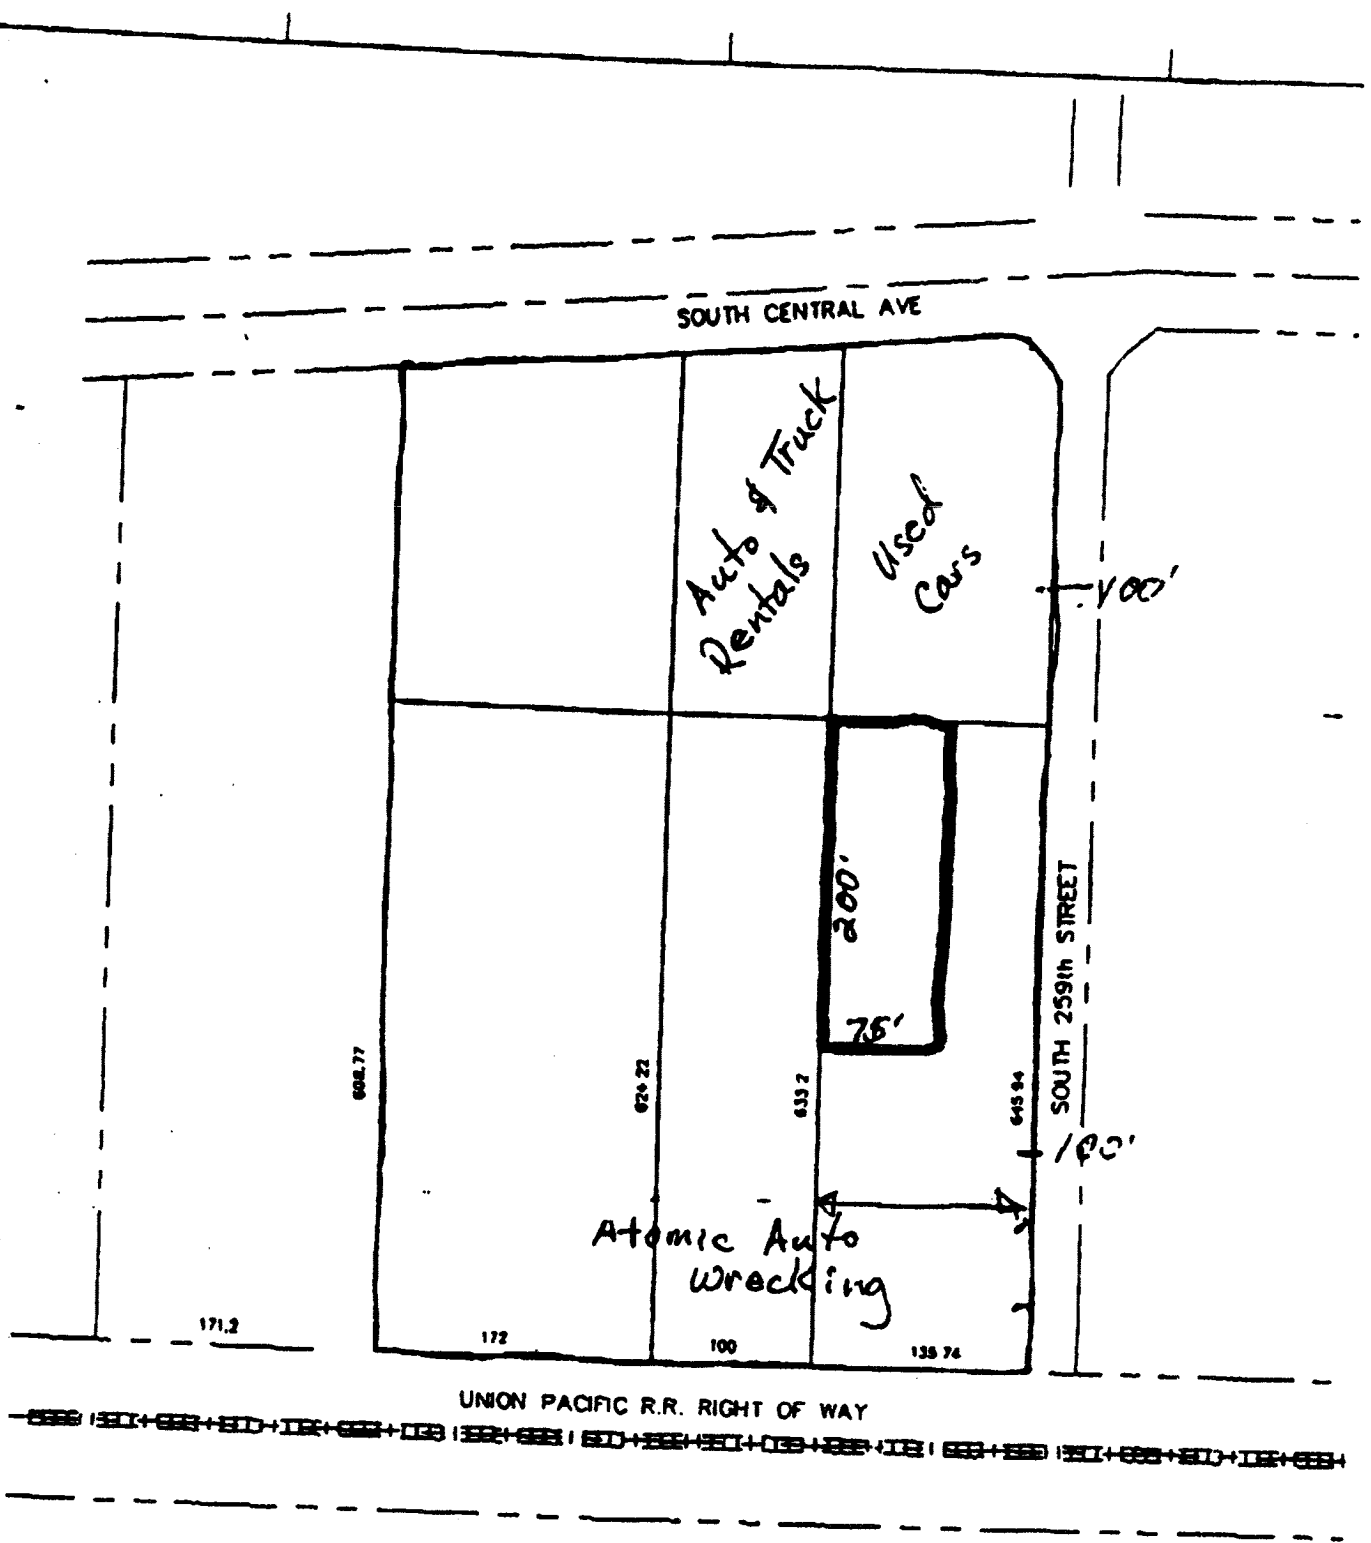 SOUTH CENTRAL AVE
Auto & Truck
Rentals
Used
Cars
100'
200'
75'
SOUTH 259th STREET
608.77
624 22
633 2
645 94
100'
Atomic Auto
Wrecking
171.2
172
100
135 74
UNION PACIFIC R.R. RIGHT OF WAY